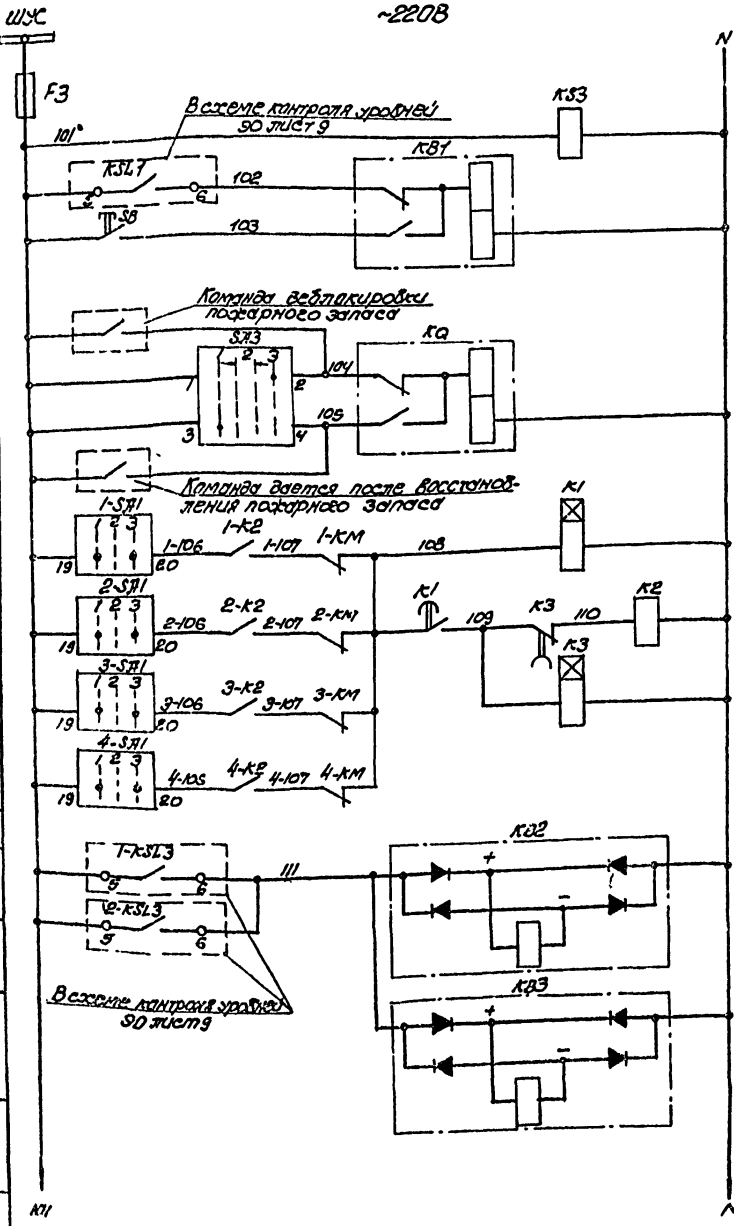 ШУС
~220В
N
F3
В схеме контроля уровней
ЭО лист 9
KS3
101
KSL1
5
6
102
KB1
SB
103
Команда деблокировки
пожарного запаса
SA3
1 2 3
1
2
104
KQ
3
4
105
Команда дается после восстанов-
ления пожарного запаса
1-SA1
1 2 3
19
20
1-106
1-K2
1-107
1-KM
108
K1
2-SA1
1 2 3
19
20
2-106
2-K2
2-107
2-KM
K1
109
K3
110
K2
K3
3-SA1
1 2 3
19
20
3-106
3-K2
3-107
3-KM
4-SA1
1 2 3
19
20
4-106
4-K2
4-107
4-KM
1-KSL3
5
6
111
KB2
+
-
2-KSL3
5
6
В схеме контроля уровней
ЭО лист 9
KB3
+
-